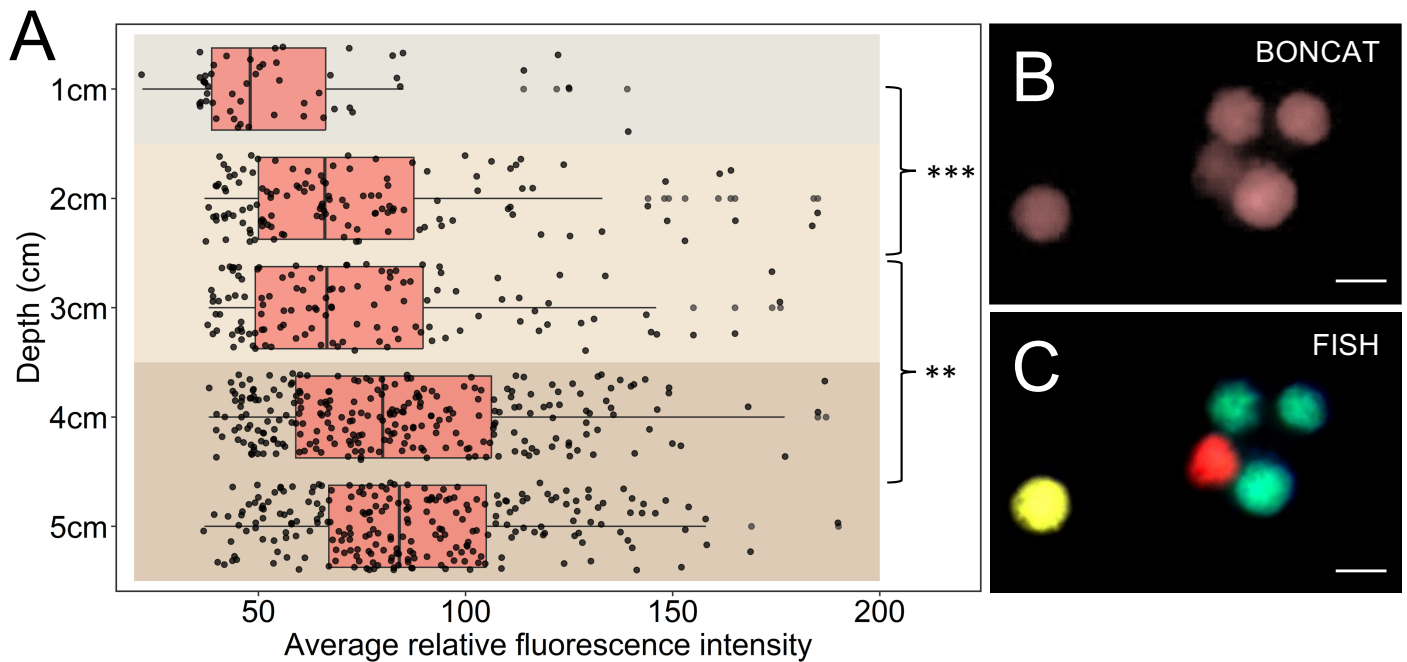 A
1cm
2cm
3cm
4cm
5cm
Depth (cm)
50 100 150 200
Average relative fluorescence intensity
***
**
B
BONCAT
C
FISH